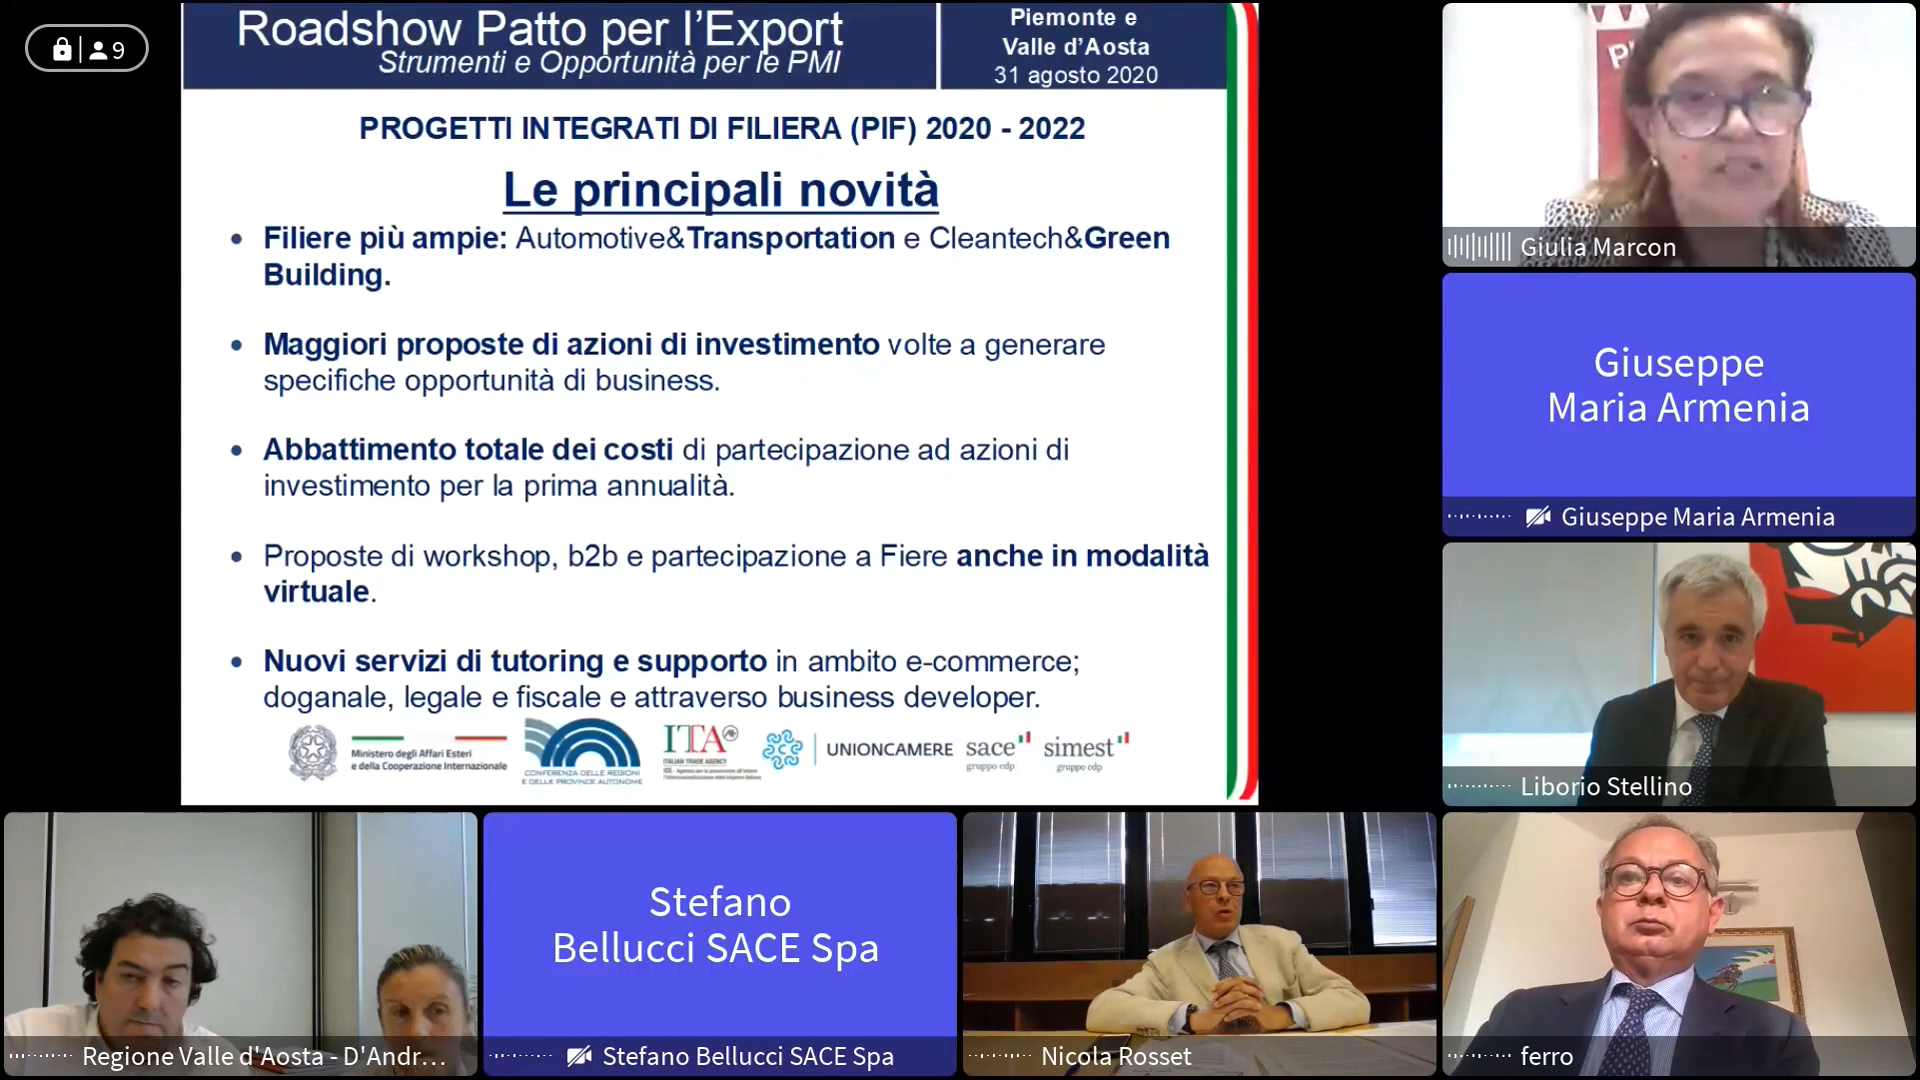 9
Roadshow Patto per l'Export
Strumenti e Opportunità per le PMI
Piemonte e
Valle d'Aosta
31 agosto 2020
PROGETTI INTEGRATI DI FILIERA (PIF) 2020 - 2022
Le principali novità
• Filiere più ampie: Automotive&Transportation e Cleantech&Green
Building.
• Maggiori proposte di azioni di investimento volte a generare
specifiche opportunità di business.
• Abbattimento totale dei costi di partecipazione ad azioni di
investimento per la prima annualità.
• Proposte di workshop, b2b e partecipazione a Fiere anche in modalità
virtuale.
• Nuovi servizi di tutoring e supporto in ambito e-commerce;
doganale, legale e fiscale e attraverso business developer.
Ministero degli Affari Esteri
e della Cooperazione Internazionale
CONFERENZA DELLE REGIONI
E DELLE PROVINCE AUTONOME
ITA
ITALIAN TRADE AGENCY
UNIONCAMERE
sace
gruppo cdp
simest
gruppo cdp
Giulia Marcon
Giuseppe
Maria Armenia
Giuseppe Maria Armenia
Liborio Stellino
Regione Valle d'Aosta - D'Andr...
Stefano
Bellucci SACE Spa
Stefano Bellucci SACE Spa
Nicola Rosset
ferro